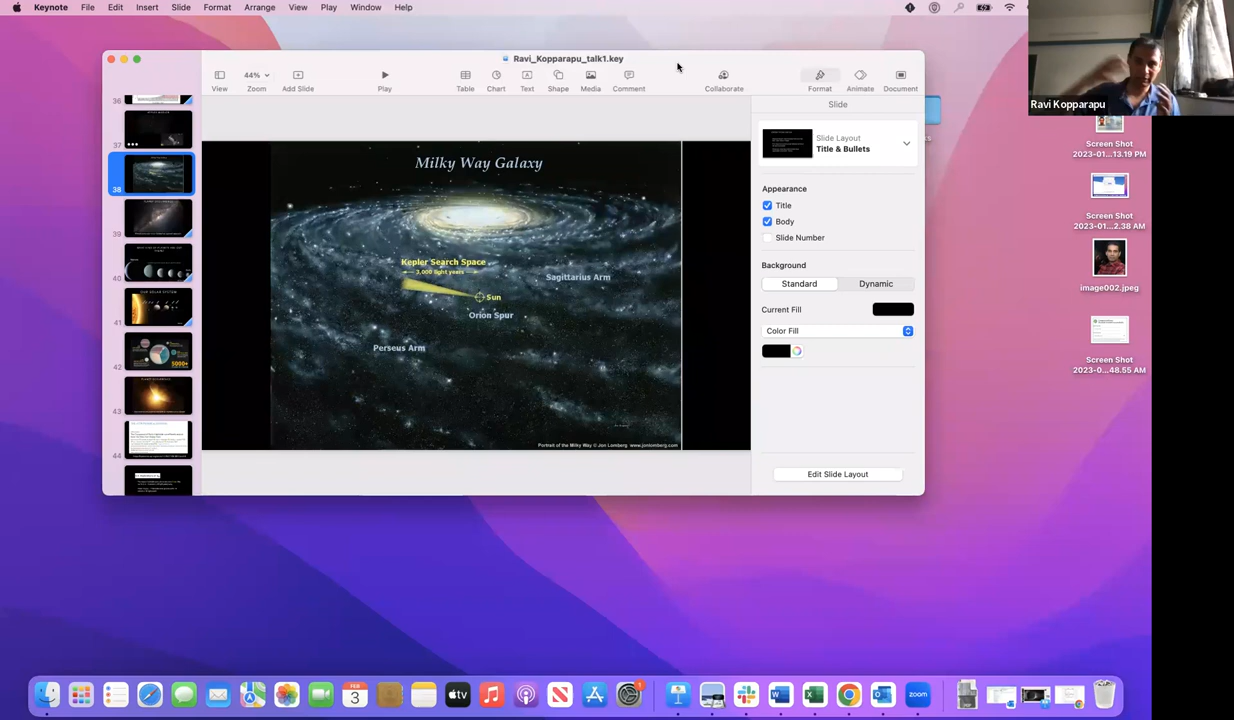 Keynote File Edit Insert Slide Format Arrange View Play Window Help
Ravi_Kopparapu_talk1.key
44%
View Zoom Add Slide Play Table Chart Text Shape Media Comment Collaborate Format Animate Document
Slide
Slide Layout
Title & Bullets
Appearance
Title
Body
Slide Number
Background
Standard Dynamic
Current Fill
Color Fill
Edit Slide Layout
36
37
38
39
40
41
42
43
44
5000+
Milky Way Galaxy
Kepler Search Space
3,000 light years
Sun
Orion Spur
Sagittarius Arm
Perseus Arm
Portrait of the Milky Way © Jon Lomberg www.jonlomberg.com
Ravi Kopparapu
Screen Shot
2023-01...13.19 PM
Screen Shot
2023-01...2.38 AM
image002.jpeg
Screen Shot
2023-0...48.55 AM
FEB
3
tv
1
zoom